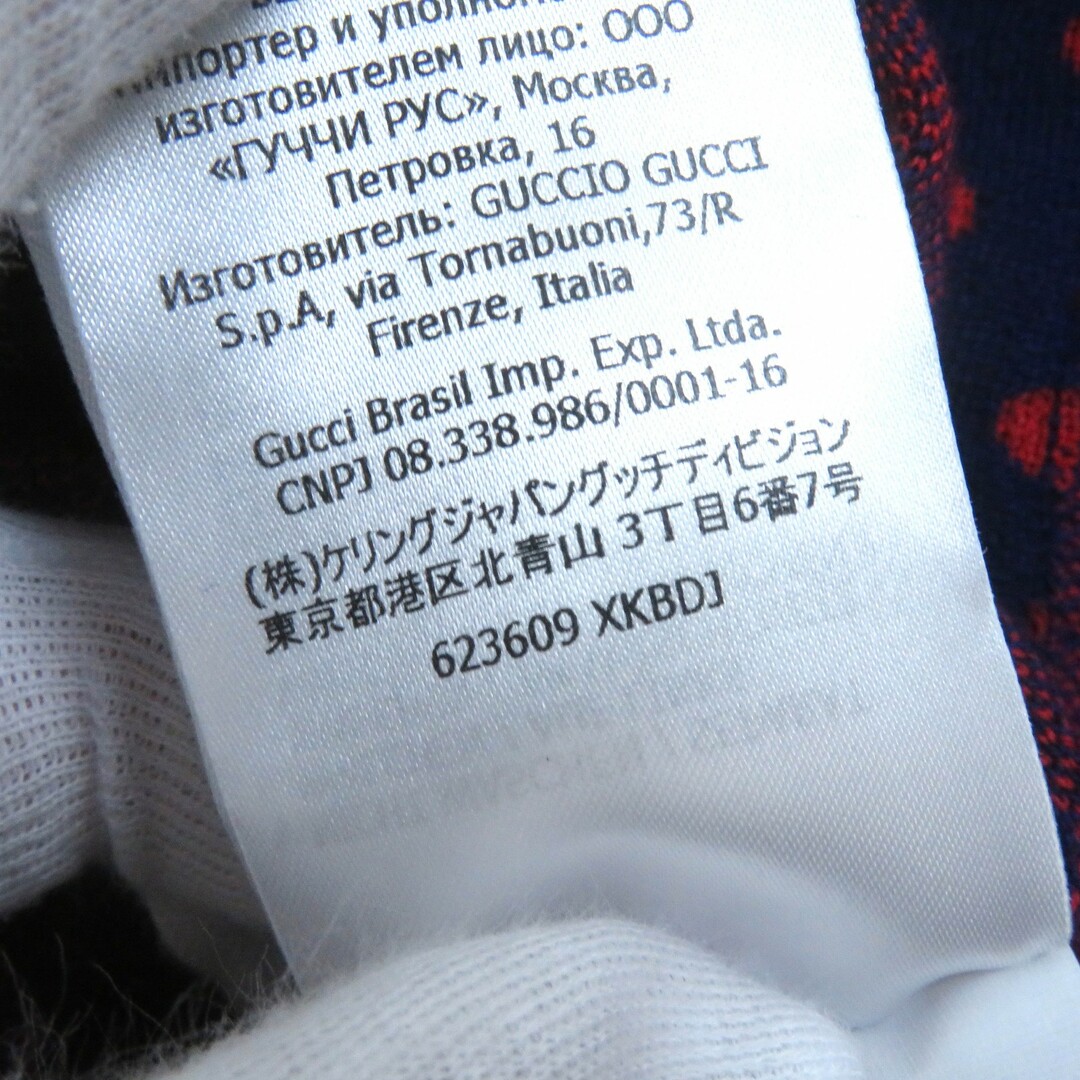 импортер и
изготовителем лицо: ООО
«ГУЧЧИ РУС», Москва,
Петровка, 16
Изготовитель: GUCCIO GUCCI
S.p.A, via Tornabuoni,73/R
Firenze, Italia
Gucci Brasil Imp. Exp. Ltda.
CNPJ 08.338.986/0001-16
(株)ケリングジャパングッチディビジョン
東京都港区北青山 3丁目6番7号
623609 XKBDJ